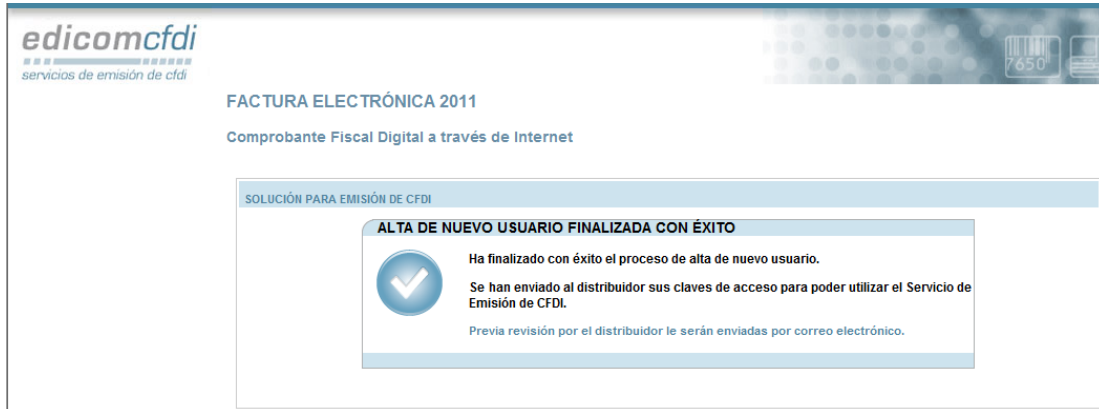 edicomcfdi
servicios de emisión de cfdi
7650
FACTURA ELECTRÓNICA 2011
Comprobante Fiscal Digital a través de Internet
SOLUCIÓN PARA EMISIÓN DE CFDI
ALTA DE NUEVO USUARIO FINALIZADA CON ÉXITO
Ha finalizado con éxito el proceso de alta de nuevo usuario.
Se han enviado al distribuidor sus claves de acceso para poder utilizar el Servicio de
Emisión de CFDI.
Previa revisión por el distribuidor le serán enviadas por correo electrónico.